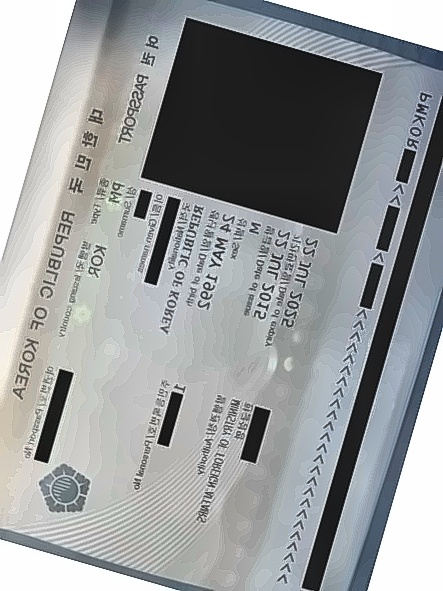 대한민국 REPUBLIC OF KOREA
여권 PASSPORT
종류/Type 발행국/Issuing country 여권번호/Passport No
PM KOR
성/Surname
이름/Given names
국적/Nationality 주민등록번호/Personal No
REPUBLIC OF KOREA 1
생년월일/Date of birth
24 MAY 1992
성별/Sex 발행관청/Authority
M MINISTRY OF FOREIGN AFFAIRS
발급일/Date of issue
22 JUL 2015
기간만료일/Date of expiry
22 JUL 2025
PMKOR